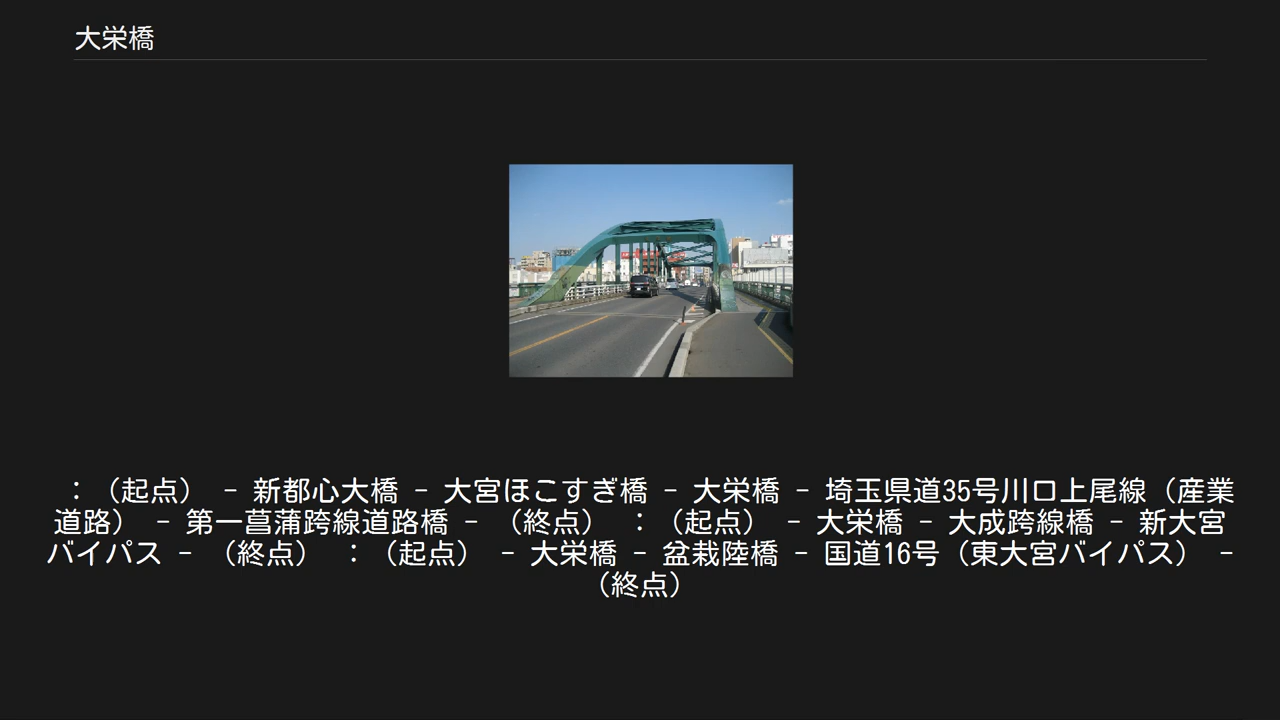 大栄橋
：（起点） - 新都心大橋 - 大宮ほこすぎ橋 - 大栄橋 - 埼玉県道35号川口上尾線（産業
道路） - 第一菖蒲跨線道路橋 - （終点） ：（起点） - 大栄橋 - 大成跨線橋 - 新大宮
バイパス - （終点） ：（起点） - 大栄橋 - 盆栽陸橋 - 国道16号（東大宮バイパス） -
（終点）